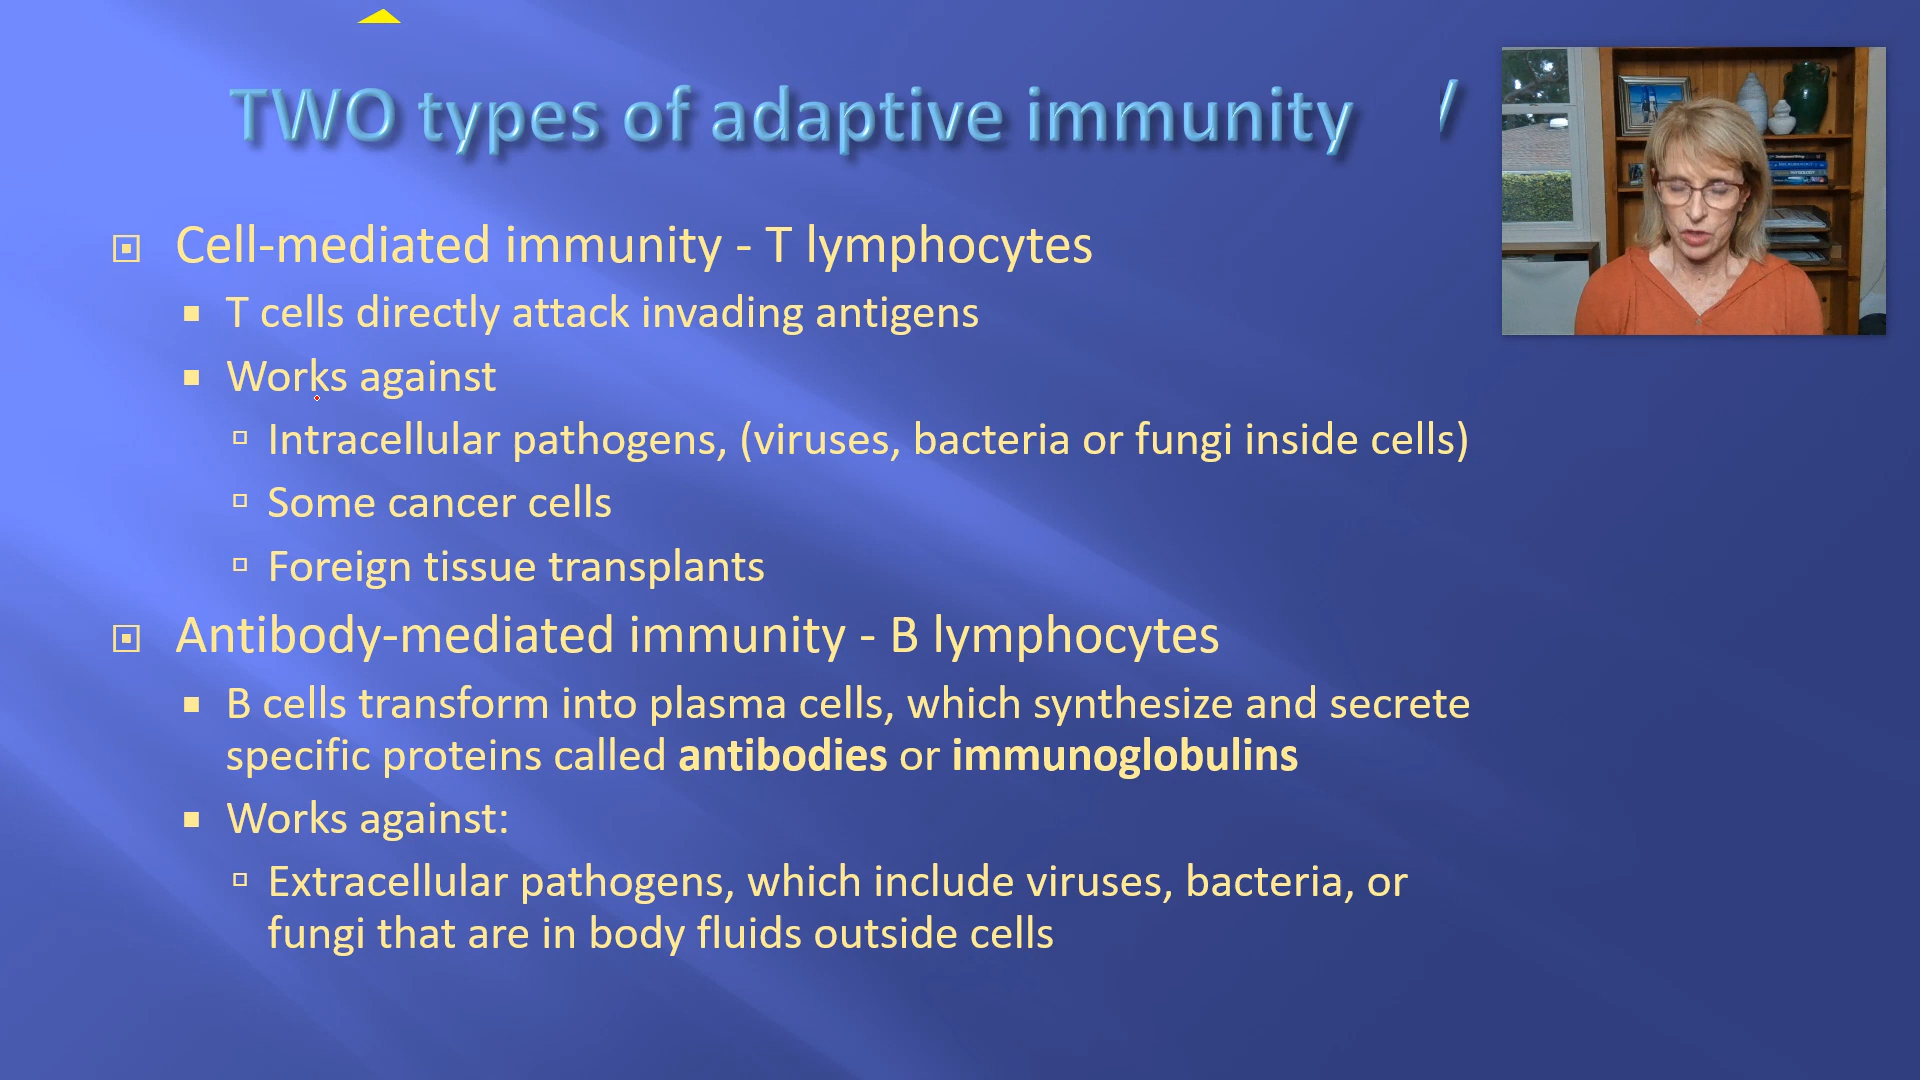 TWO types of adaptive immunity
Cell-mediated immunity - T lymphocytes
T cells directly attack invading antigens
Works against
Intracellular pathogens, (viruses, bacteria or fungi inside cells)
Some cancer cells
Foreign tissue transplants
Antibody-mediated immunity - B lymphocytes
B cells transform into plasma cells, which synthesize and secrete
specific proteins called antibodies or immunoglobulins
Works against:
Extracellular pathogens, which include viruses, bacteria, or
fungi that are in body fluids outside cells